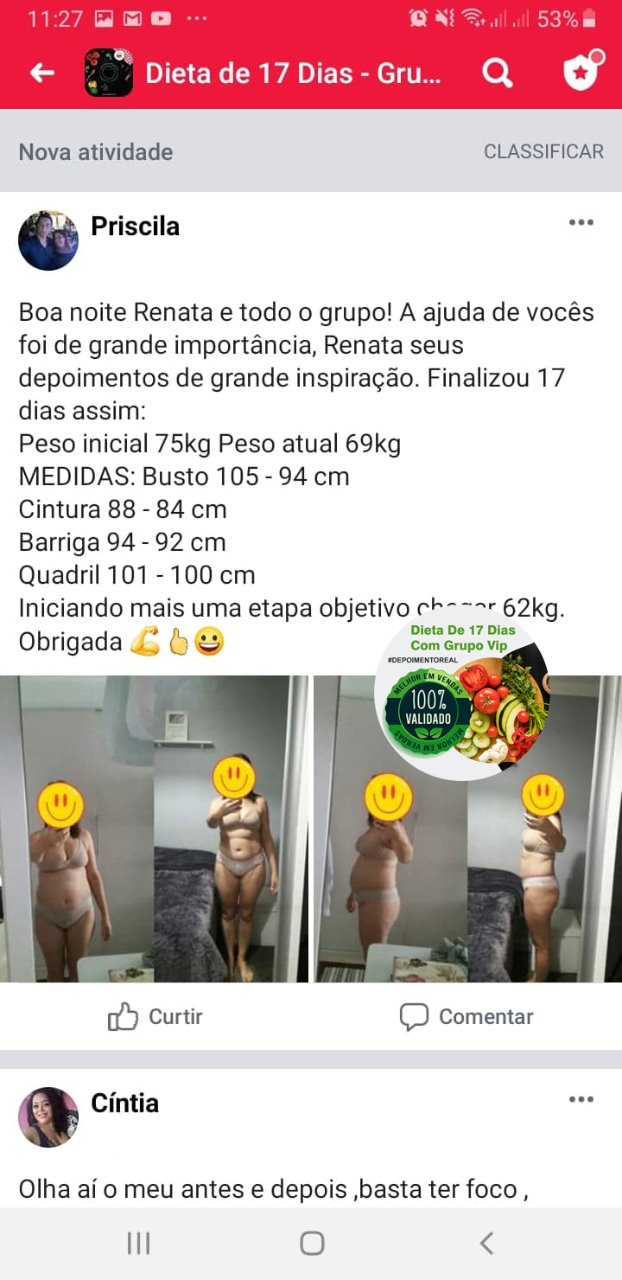 11:27
53%
Dieta de 17 Dias - Gru...
Nova atividade
CLASSIFICAR
Priscila
Boa noite Renata e todo o grupo! A ajuda de vocês
foi de grande importância, Renata seus
depoimentos de grande inspiração. Finalizou 17
dias assim:
Peso inicial 75kg Peso atual 69kg
MEDIDAS: Busto 105 - 94 cm
Cintura 88 - 84 cm
Barriga 94 - 92 cm
Quadril 101 - 100 cm
Iniciando mais uma etapa objetivo chegar 62kg.
Obrigada 💪👆😀
Dieta De 17 Dias
Com Grupo Vip
#DEPOIMENTOREAL
MELHOR EM VENDAS
100%
VALIDADO
MELHOR EM VENDAS
Curtir
Comentar
Cíntia
Olha aí o meu antes e depois ,basta ter foco ,